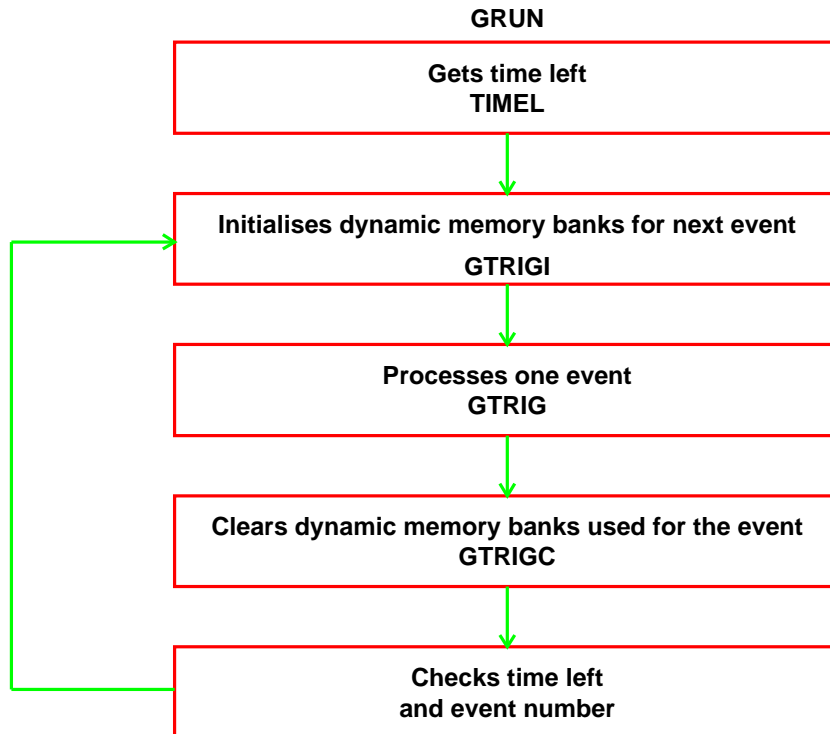 GRUN
Gets time left
TIMEL
Initialises dynamic memory banks for next event
GTRIGI
Processes one event
GTRIG
Clears dynamic memory banks used for the event
GTRIGC
Checks time left
and event number